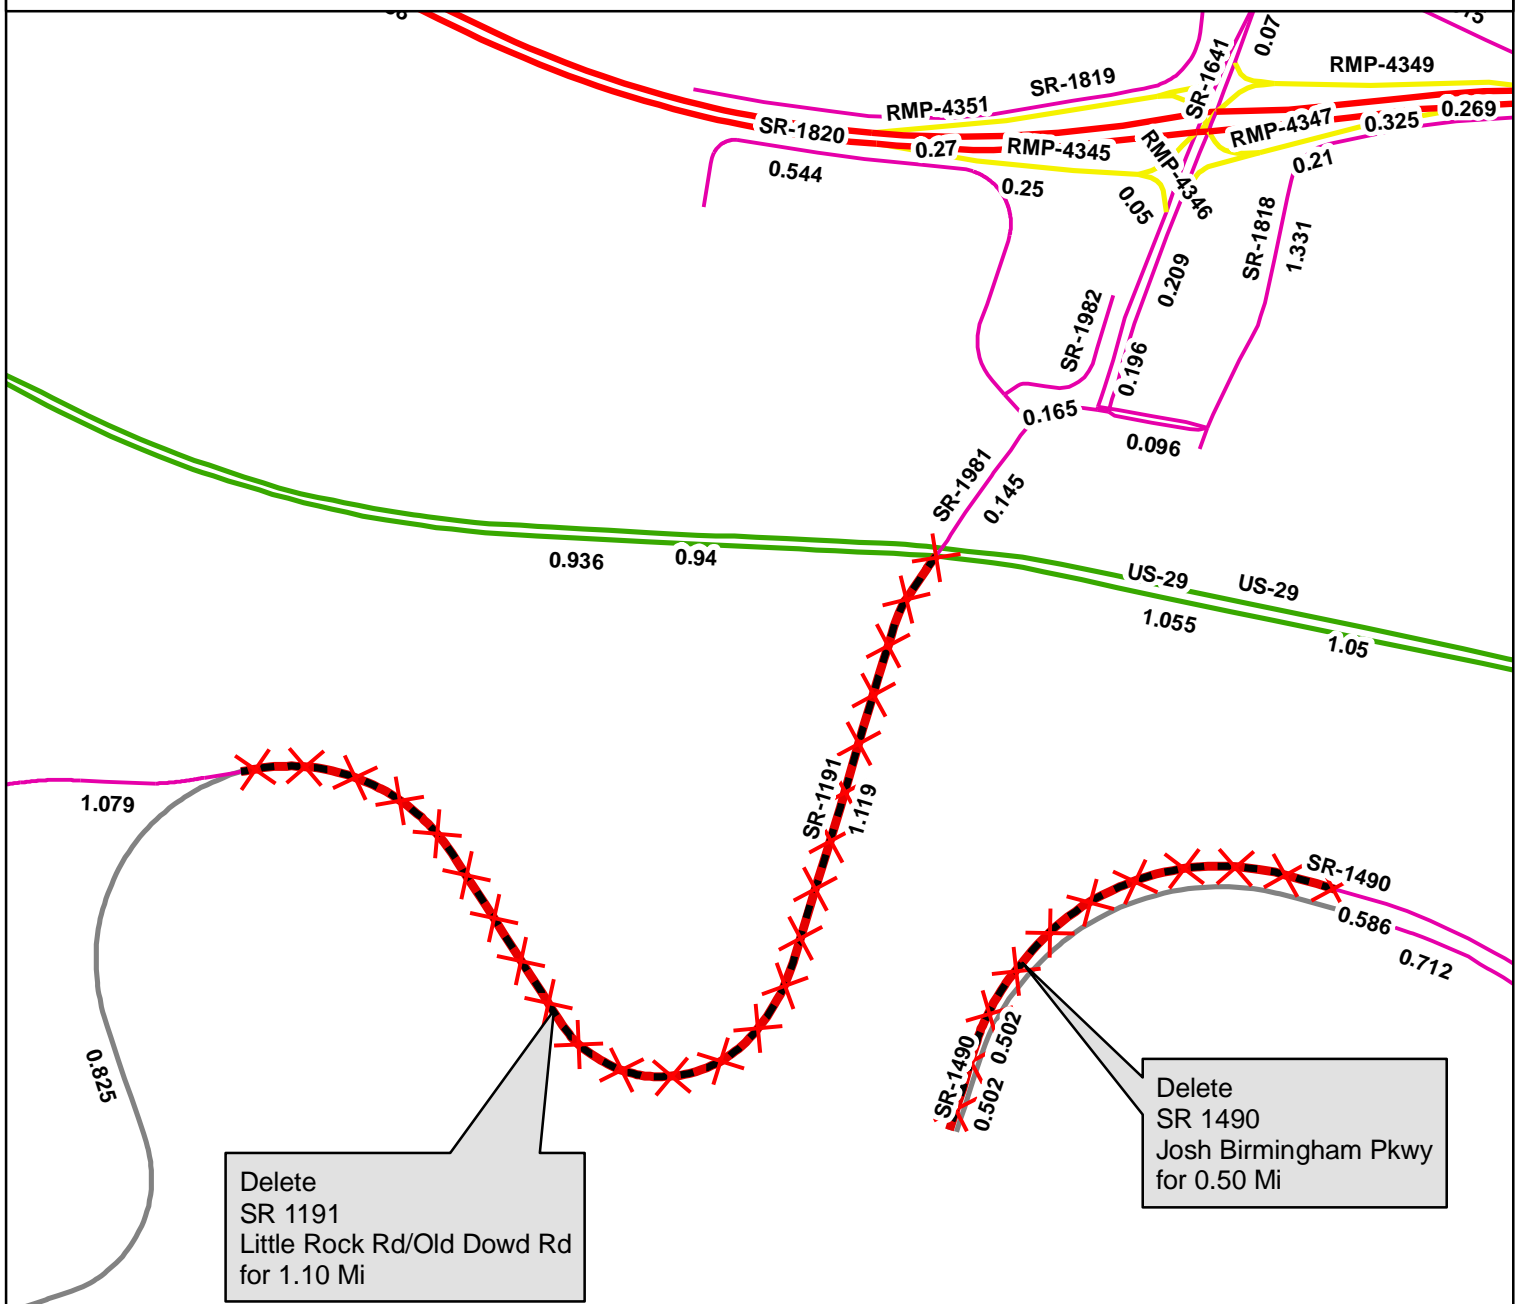 0.07
SR-1641
RMP-4349
SR-1819
RMP-4351
0.269
0.325
RMP-4347
SR-1820
0.27
RMP-4345
RMP-4346
0.21
0.544
0.25
0.05
SR-1818
1.331
0.209
SR-1982
0.196
0.165
0.096
SR-1981
0.145
0.936
0.94
US-29
US-29
1.055
1.05
1.079
SR-1191
1.119
SR-1490
0.586
0.712
0.825
SR-1490
0.502
0.502
Delete
SR 1490
Josh Birmingham Pkwy
for 0.50 Mi
Delete
SR 1191
Little Rock Rd/Old Dowd Rd
for 1.10 Mi